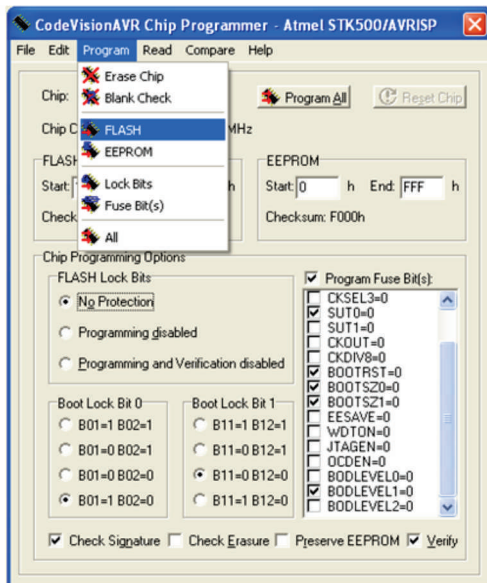 CodeVisionAVR Chip Programmer - Atmel STK500/AVRISP
File Edit Program Read Compare Help
Erase Chip
Blank Check
FLASH
EEPROM
Lock Bits
Fuse Bit(s)
All
Chip:
Program All
Reset Chip
Chip C
MHz
FLASH
Start:
h
Check
EEPROM
Start: 0 h End: FFF h
Checksum: F000h
Chip Programming Options
FLASH Lock Bits
No Protection
Programming disabled
Programming and Verification disabled
Boot Lock Bit 0
B01=1 B02=1
B01=0 B02=1
B01=0 B02=0
B01=1 B02=0
Boot Lock Bit 1
B11=1 B12=1
B11=0 B12=1
B11=0 B12=0
B11=1 B12=0
Program Fuse Bit(s):
CKSEL3=0
SUT0=0
SUT1=0
CKOUT=0
CKDIV8=0
BOOTRST=0
BOOTSZ0=0
BOOTSZ1=0
EESAVE=0
WDTON=0
JTAGEN=0
OCDEN=0
BODLEVEL0=0
BODLEVEL1=0
BODLEVEL2=0
Check Signature Check Erasure Preserve EEPROM Verify